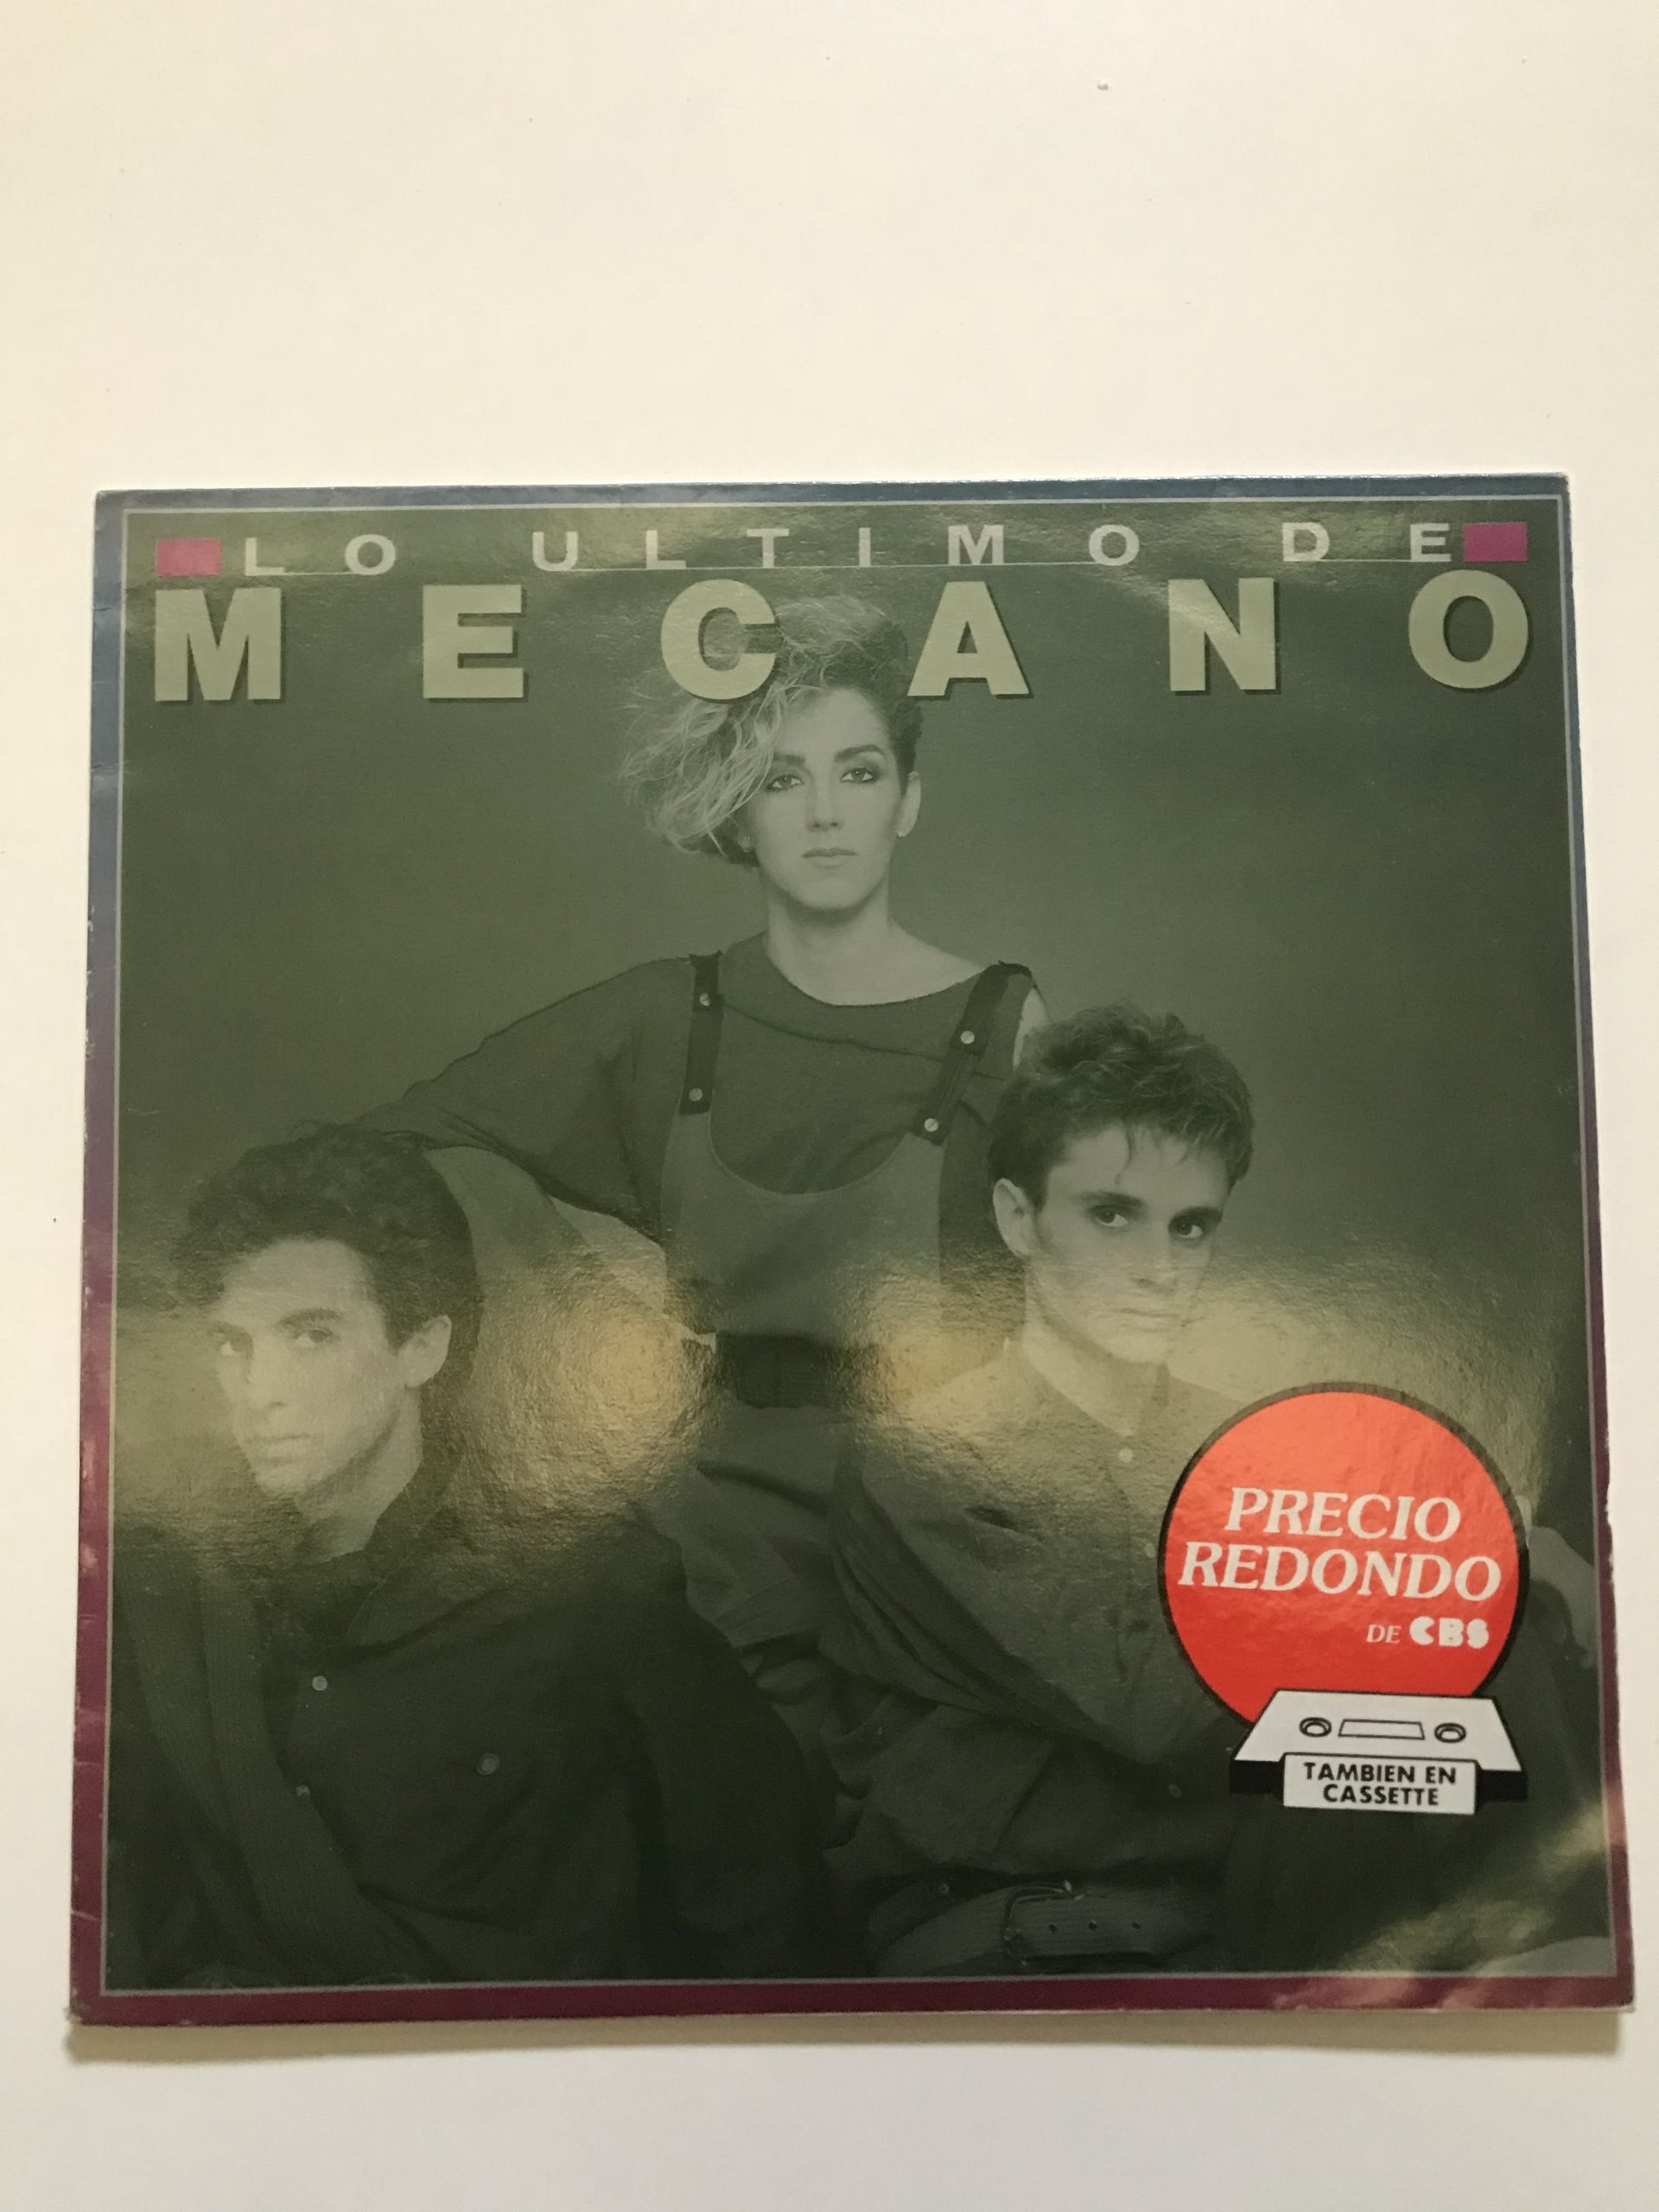 LO ULTIMO DE
MECANO
PRECIO
REDONDO
DE CBS
TAMBIEN EN
CASSETTE